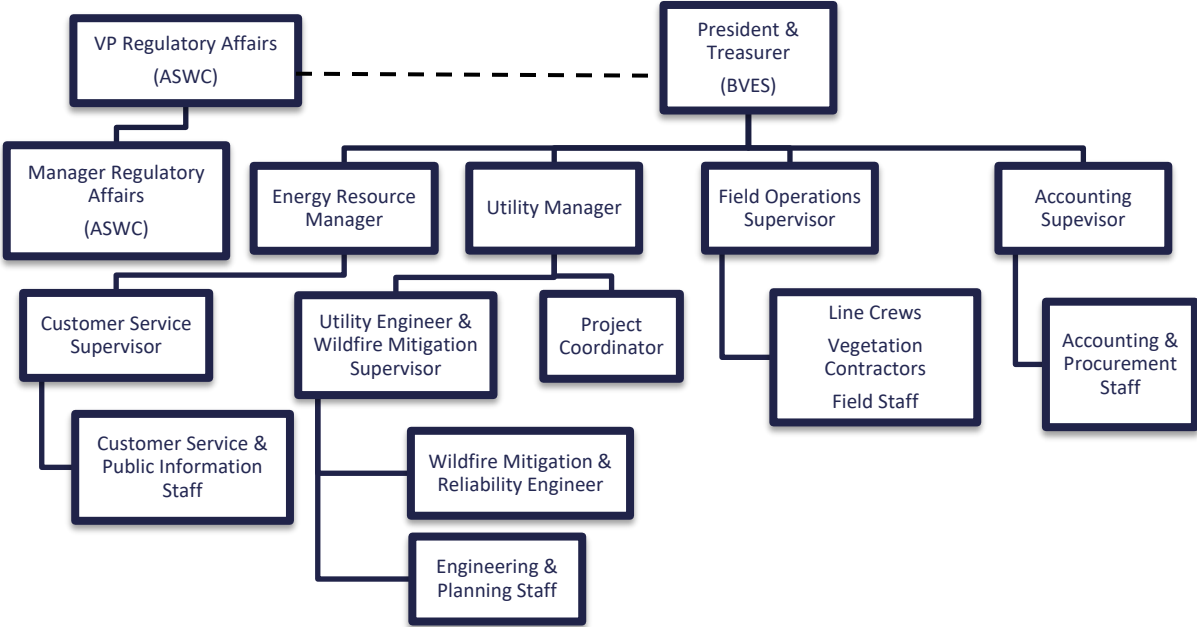 VP Regulatory Affairs
(ASWC)
President &
Treasurer
(BVES)
Manager Regulatory
Affairs
(ASWC)
Energy Resource
Manager
Utility Manager
Field Operations
Supervisor
Accounting
Supevisor
Customer Service
Supervisor
Utility Engineer &
Wildfire Mitigation
Supervisor
Project
Coordinator
Line Crews
Vegetation
Contractors
Field Staff
Accounting &
Procurement
Staff
Customer Service &
Public Information
Staff
Wildfire Mitigation &
Reliability Engineer
Engineering &
Planning Staff